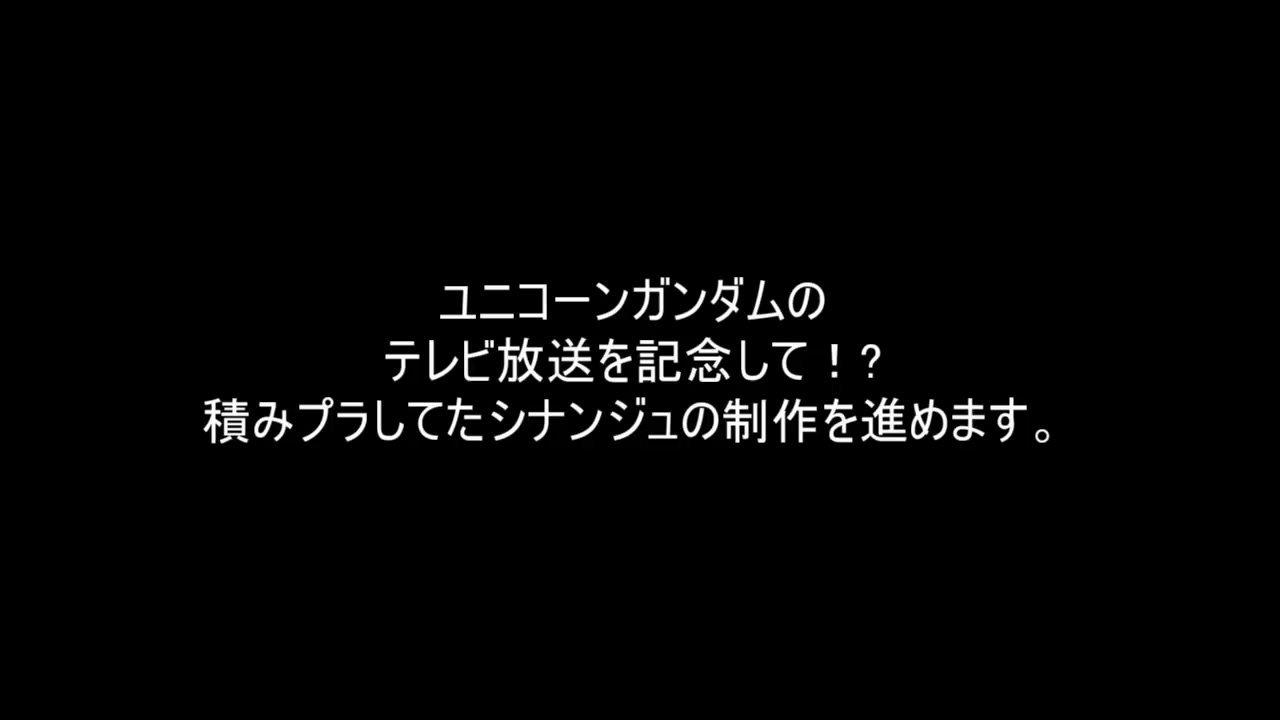 ユニコーンガンダムの
テレビ放送を記念して！？
積みプラしてたシナンジュの制作を進めます。